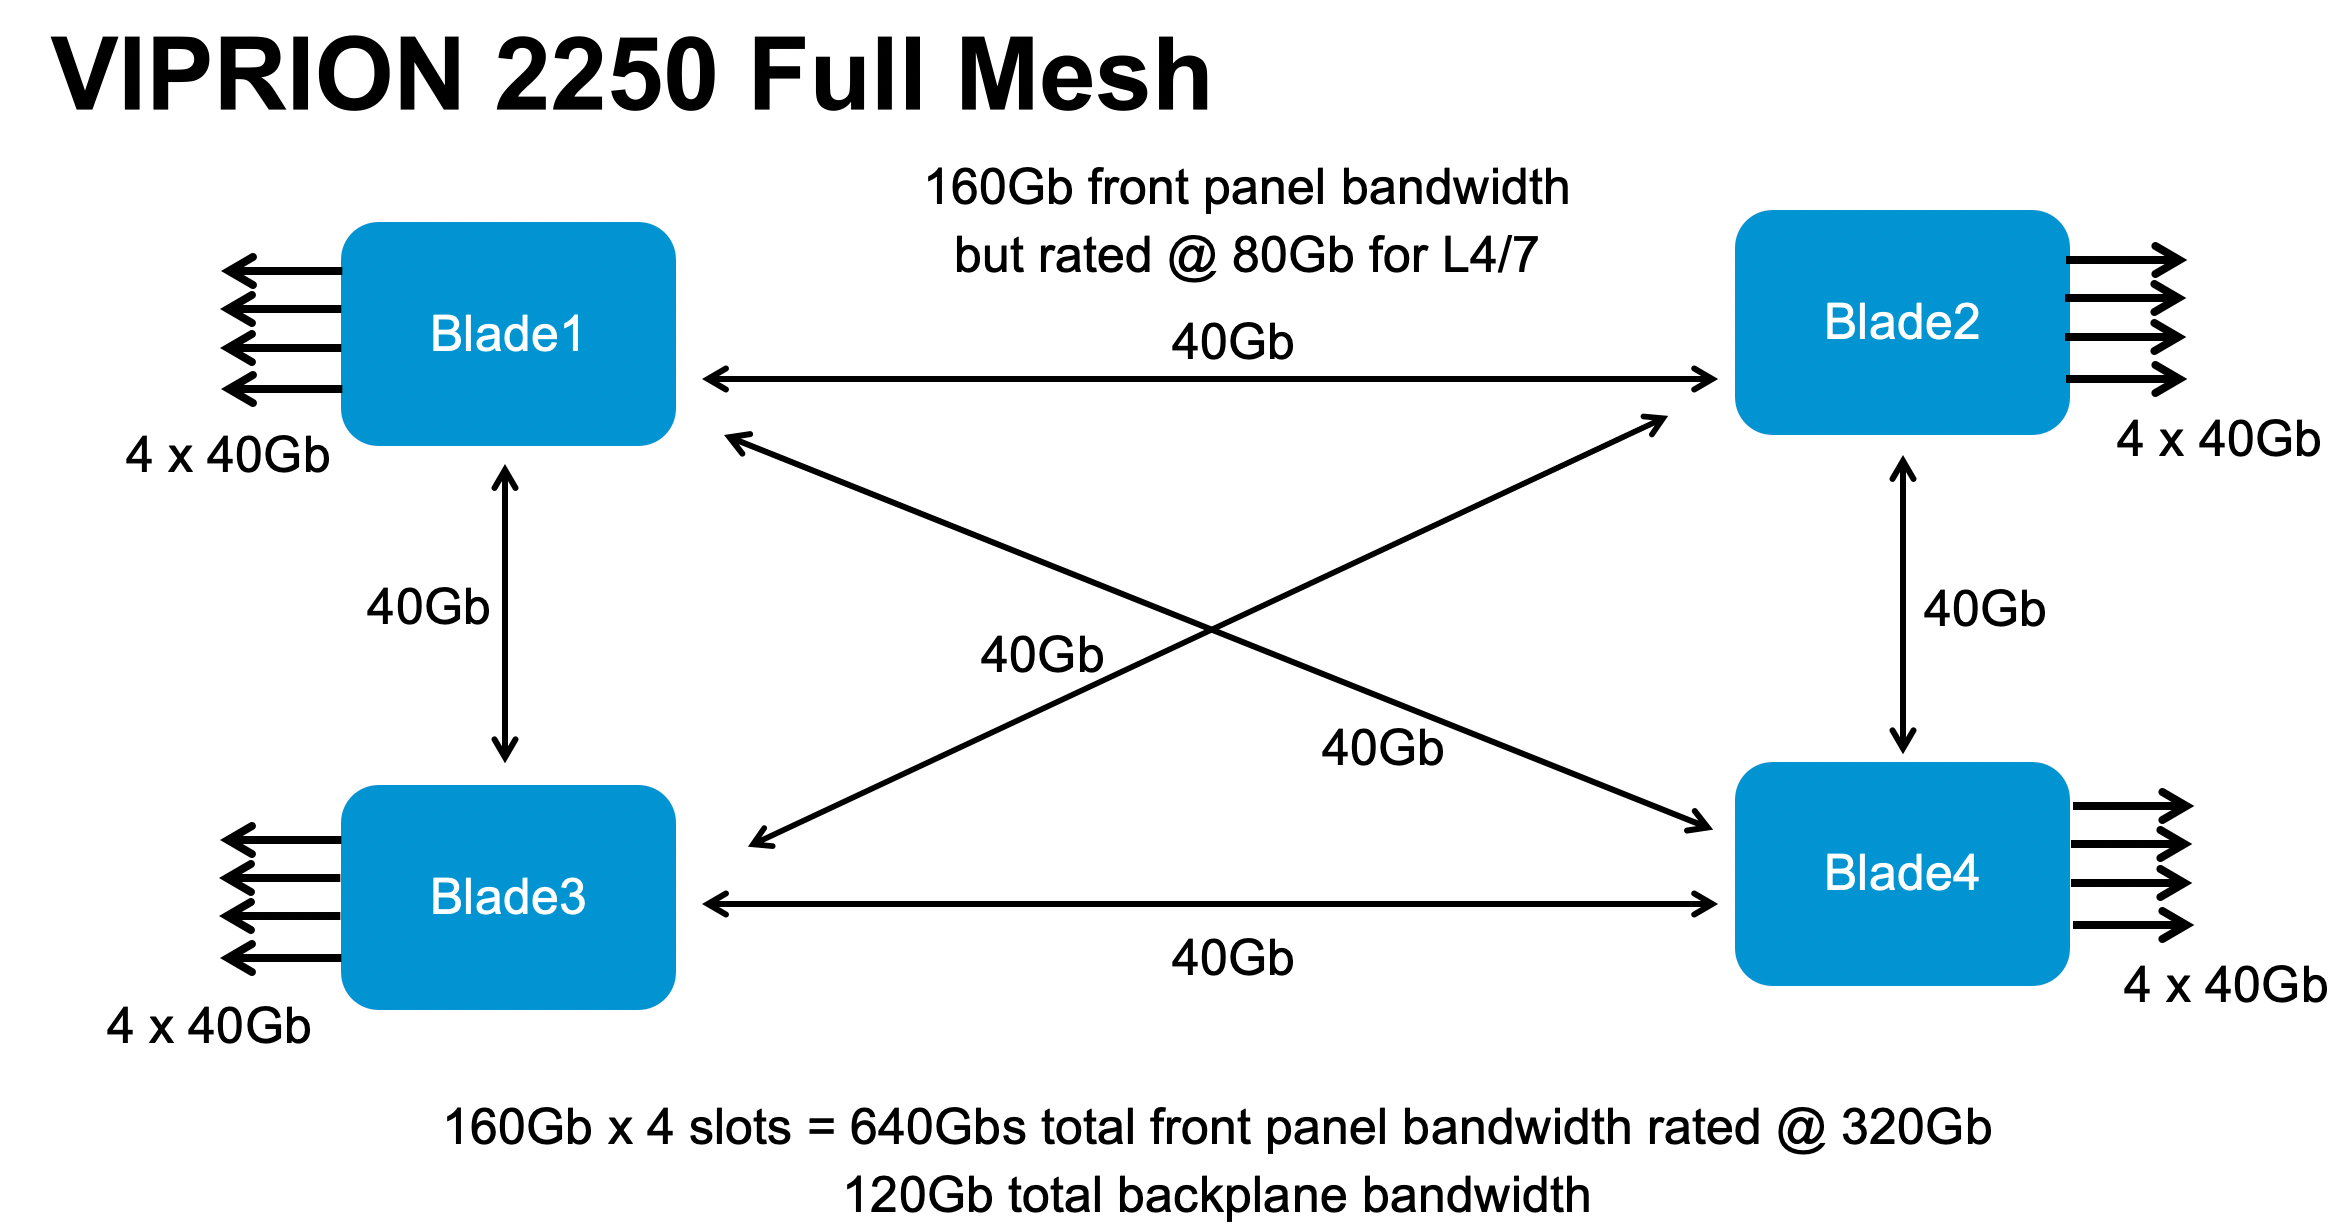 VIPRION 2250 Full Mesh
160Gb front panel bandwidth
but rated @ 80Gb for L4/7
Blade1
Blade2
40Gb
4 x 40Gb
4 x 40Gb
40Gb
40Gb
40Gb
40Gb
Blade3
Blade4
40Gb
4 x 40Gb
4 x 40Gb
160Gb x 4 slots = 640Gbs total front panel bandwidth rated @ 320Gb
120Gb total backplane bandwidth